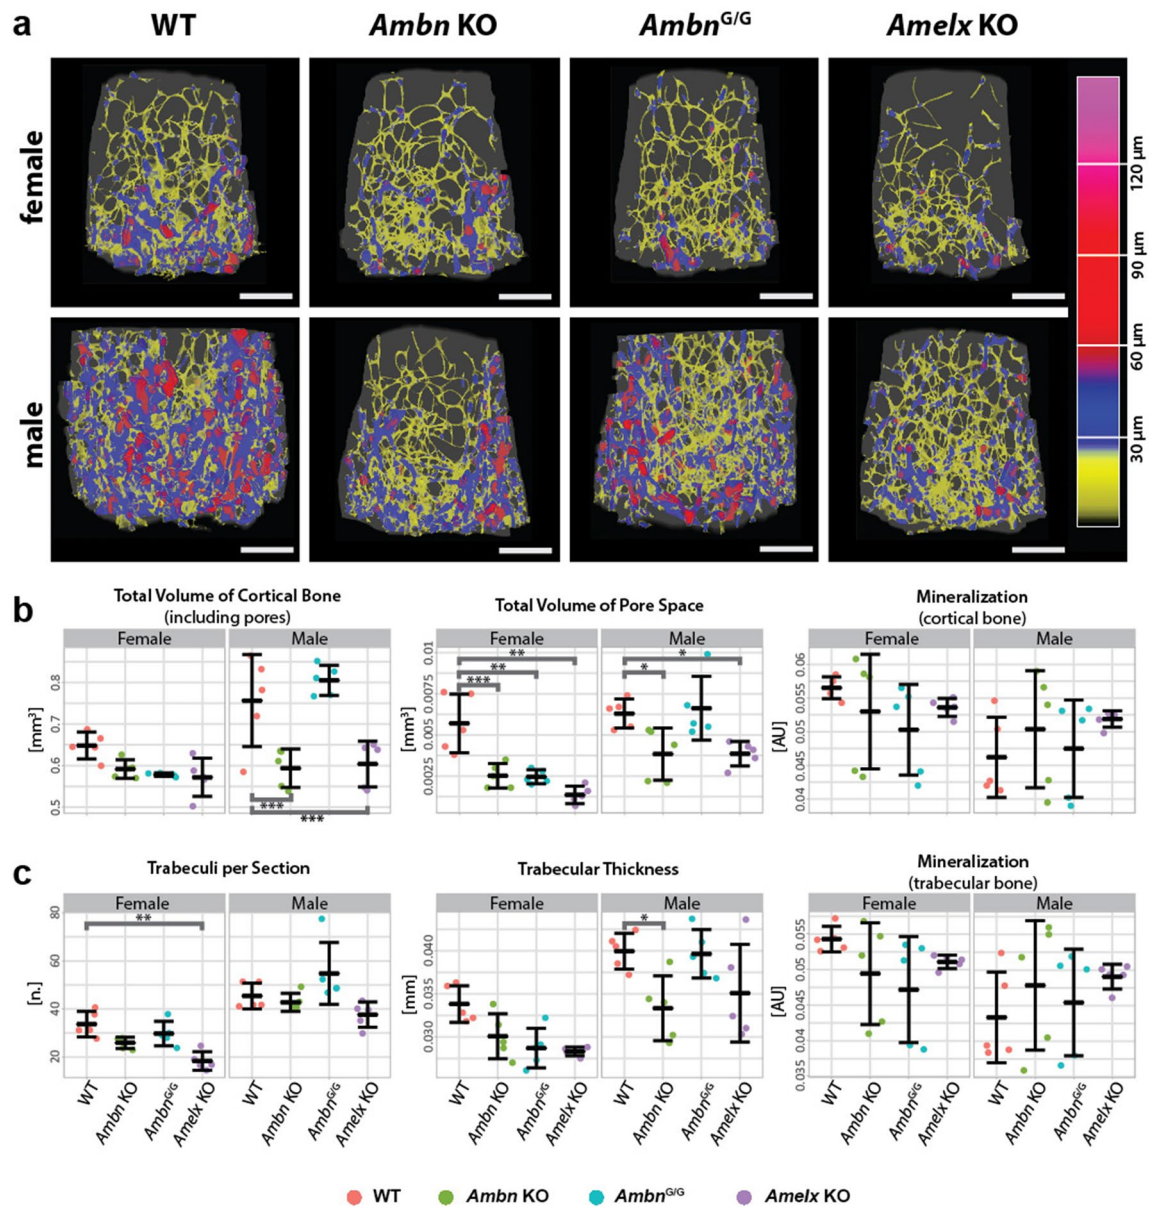 a
WT
Ambn KO
Ambn^G/G
Amelx KO
female
male
120 µm
90 µm
60 µm
30 µm
b
Total Volume of Cortical Bone
(including pores)
Female
Male
[mm³]
0.8
0.7
0.6
0.5
***
***
Total Volume of Pore Space
Female
Male
[mm³]
0.01
0.0075
0.005
0.0025
**
**
***
*
*
Mineralization
(cortical bone)
Female
Male
[AU]
0.06
0.055
0.05
0.045
0.04
c
Trabeculi per Section
Female
Male
[n.]
80
60
40
20
**
WT
Ambn KO
Ambn^G/G
Amelx KO
WT
Ambn KO
Ambn^G/G
Amelx KO
Trabecular Thickness
Female
Male
[mm]
0.040
0.035
0.030
*
WT
Ambn KO
Ambn^G/G
Amelx KO
WT
Ambn KO
Ambn^G/G
Amelx KO
Mineralization
(trabecular bone)
Female
Male
[AU]
0.055
0.05
0.045
0.04
0.035
WT
Ambn KO
Ambn^G/G
Amelx KO
WT
Ambn KO
Ambn^G/G
Amelx KO
WT Ambn KO Ambn^G/G Amelx KO